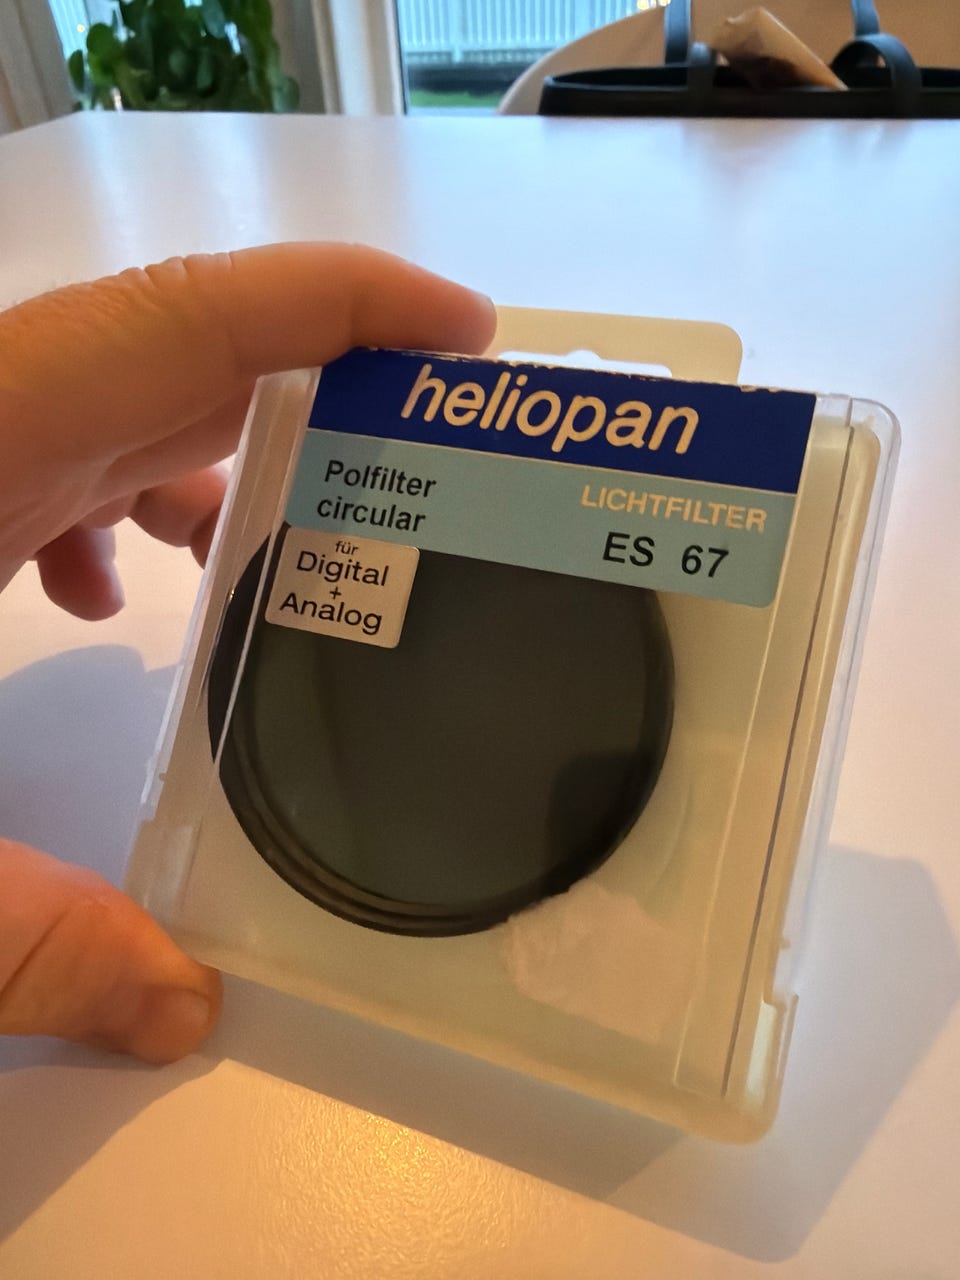 heliopan
Polfilter
circular
LICHTFILTER
ES 67
für
Digital
+
Analog